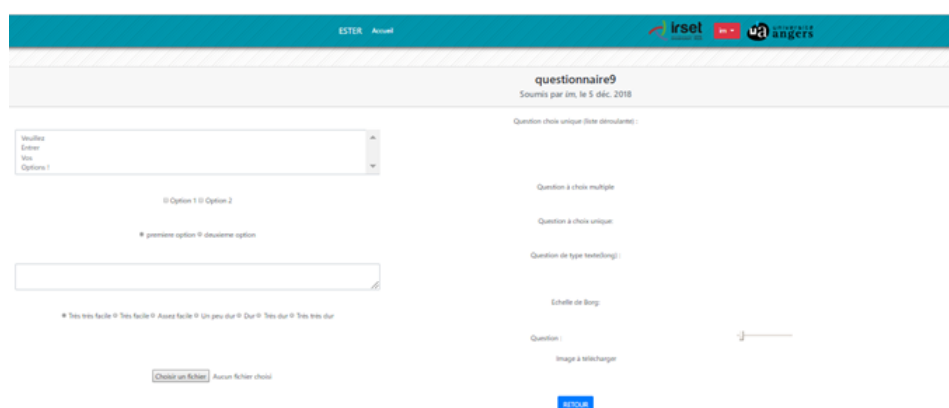 ESTER Accueil
irset
im
université
angers
questionnaire9
Soumis par im, le 5 déc. 2018
Question choix unique (liste déroulante) :
Veuillez
Entrer
Vos
Options !
Question à choix multiple
Option 1 Option 2
Question à choix unique:
premiere option deuxieme option
Question de type texte(long) :
Echelle de Borg:
Très très facile Très facile Assez facile Un peu dur Dur Très dur Très très dur
Question :
Image à télécharger
Choisir un fichier Aucun fichier choisi
RETOUR